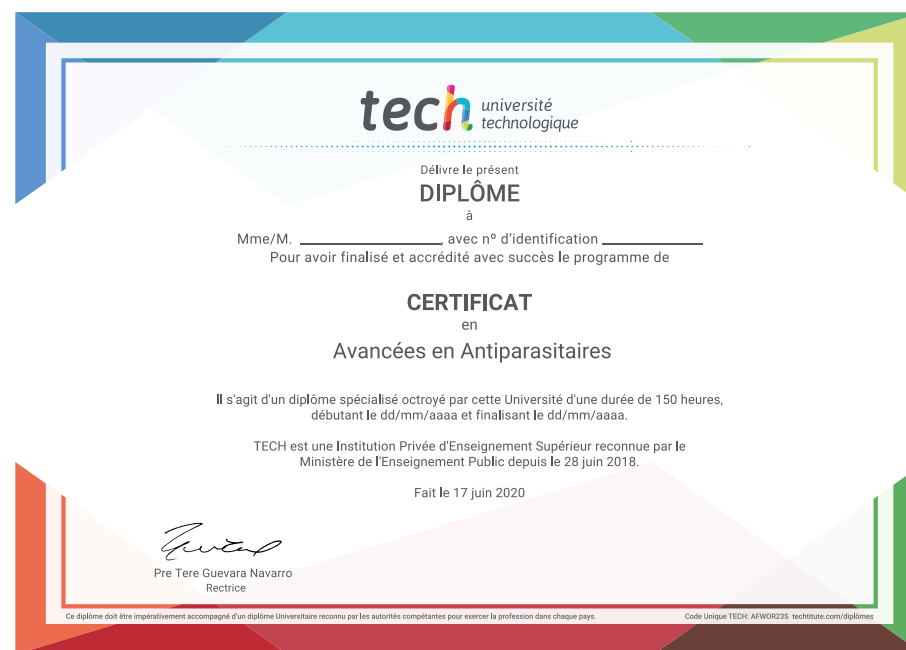 tech université
technologique
Délivre le présent
DIPLÔME
à
Mme/M. ____________________, avec nº d'identification ______________
Pour avoir finalisé et accrédité avec succès le programme de
CERTIFICAT
en
Avancées en Antiparasitaires
Il s'agit d'un diplôme spécialisé octroyé par cette Université d'une durée de 150 heures,
débutant le dd/mm/aaaa et finalisant le dd/mm/aaaa.
TECH est une Institution Privée d'Enseignement Supérieur reconnue par le
Ministère de l'Enseignement Public depuis le 28 juin 2018.
Fait le 17 juin 2020
Pre Tere Guevara Navarro
Rectrice
Ce diplôme doit être impérativement accompagné d'un diplôme Universitaire reconnu par les autorités compétantes pour exercer la profession dans chaque pays. Code Unique TECH: AFWOR23S techtitute.com/diplômes